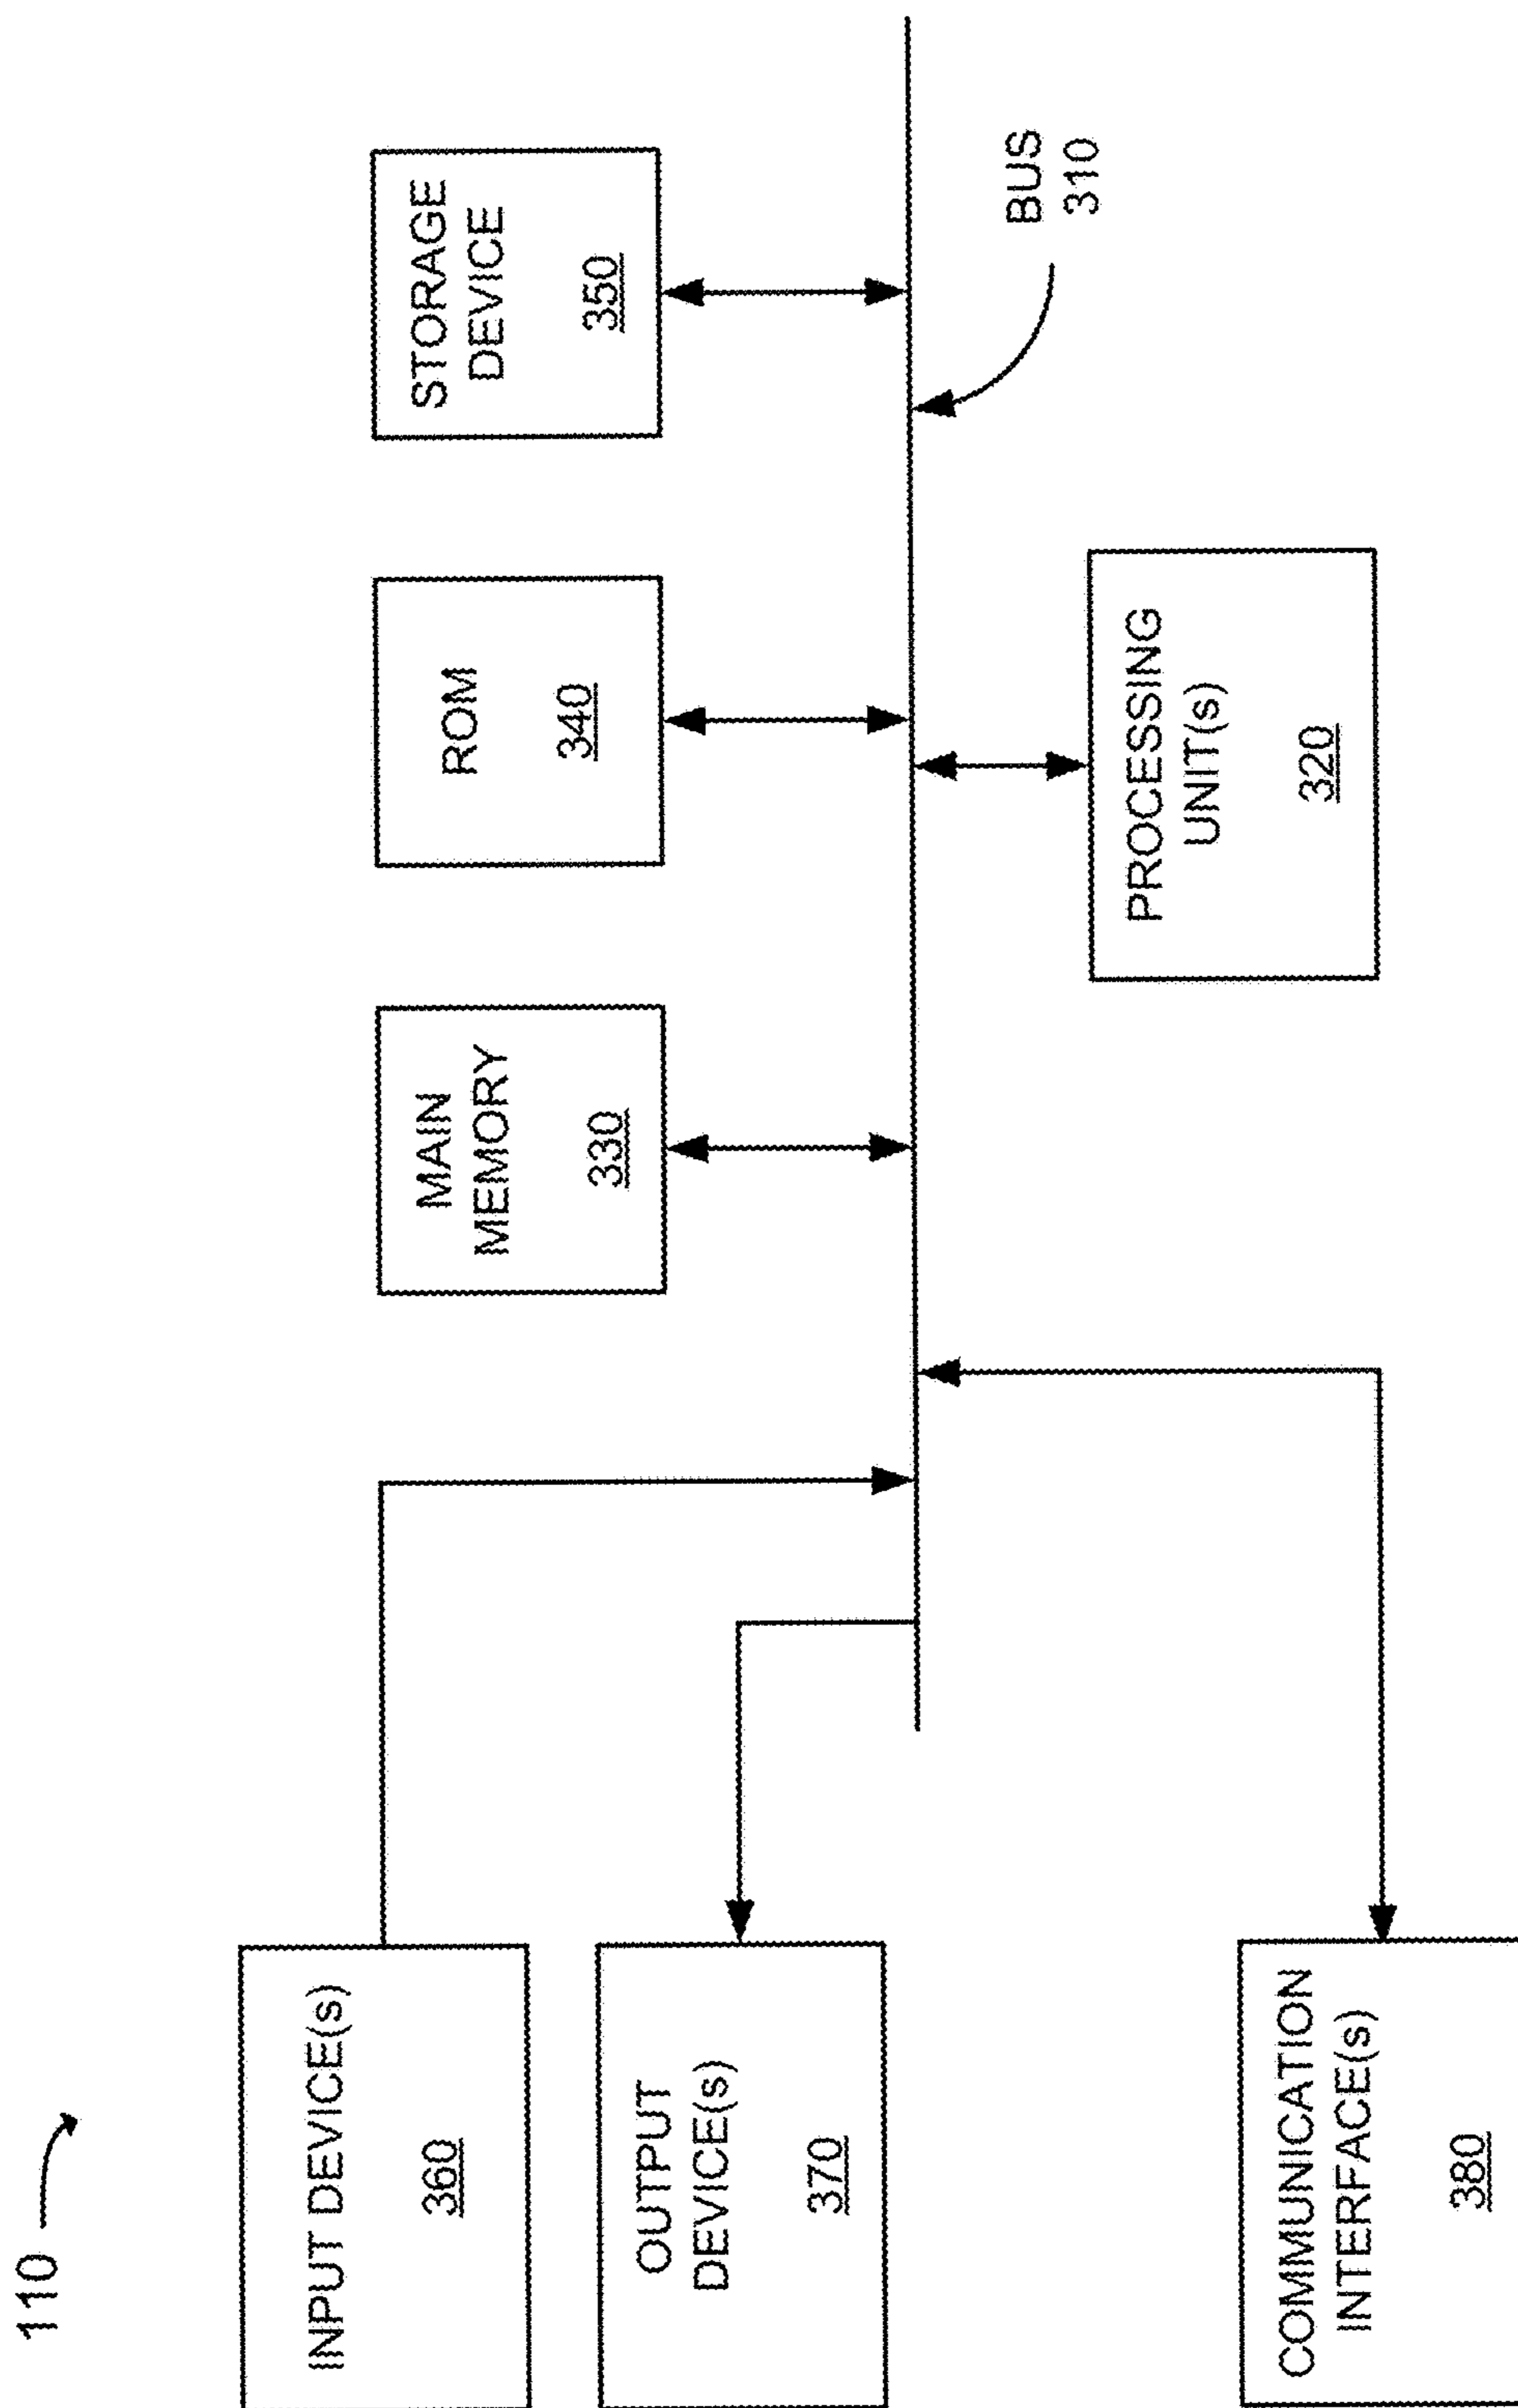 110
INPUT DEVICE(s)
360
OUTPUT
DEVICE(s)
370
COMMUNICATION
INTERFACE(s)
380
MAIN
MEMORY
330
ROM
340
STORAGE
DEVICE
350
PROCESSING
UNIT(s)
320
BUS
310